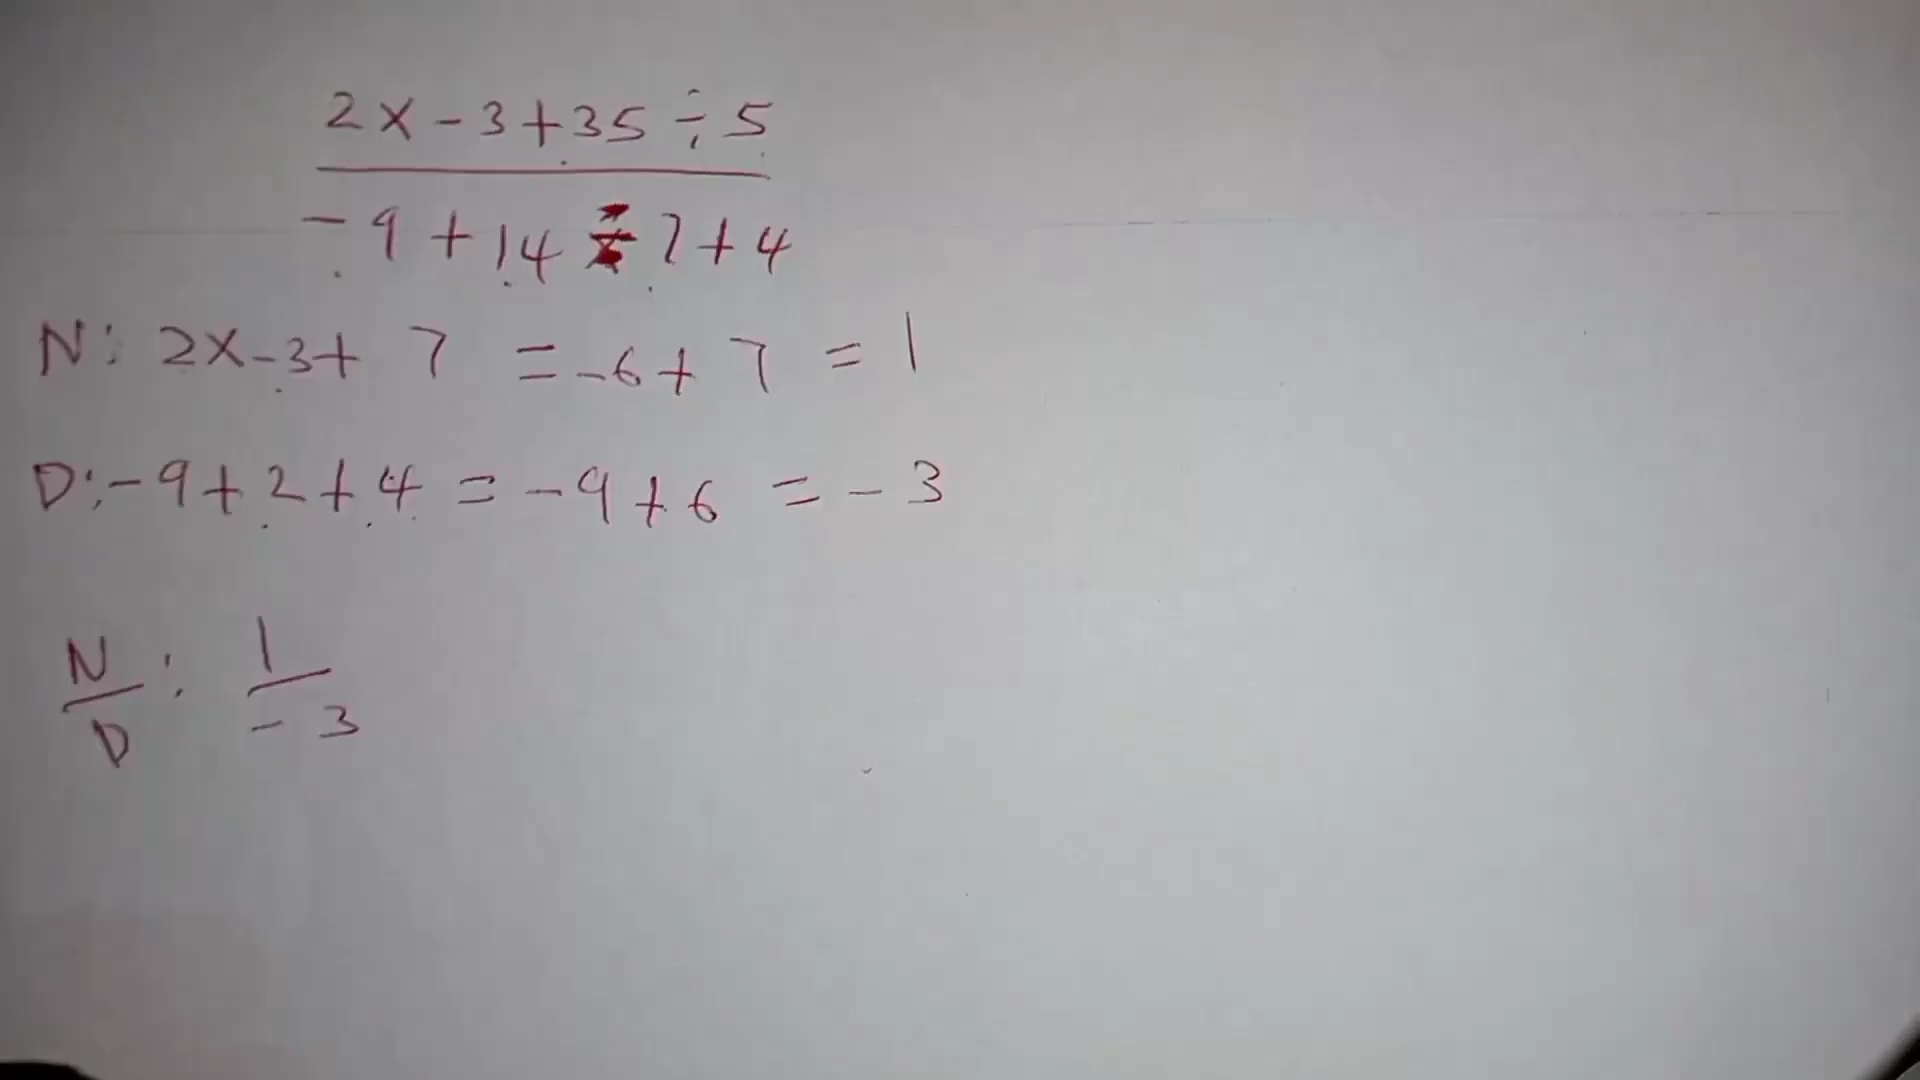 2x-3+35÷5
-9+14÷7+4
N: 2x-3+ 7 = -6+7 = 1
D: -9+2+4 = -9+6 = -3
N/D : 1/-3